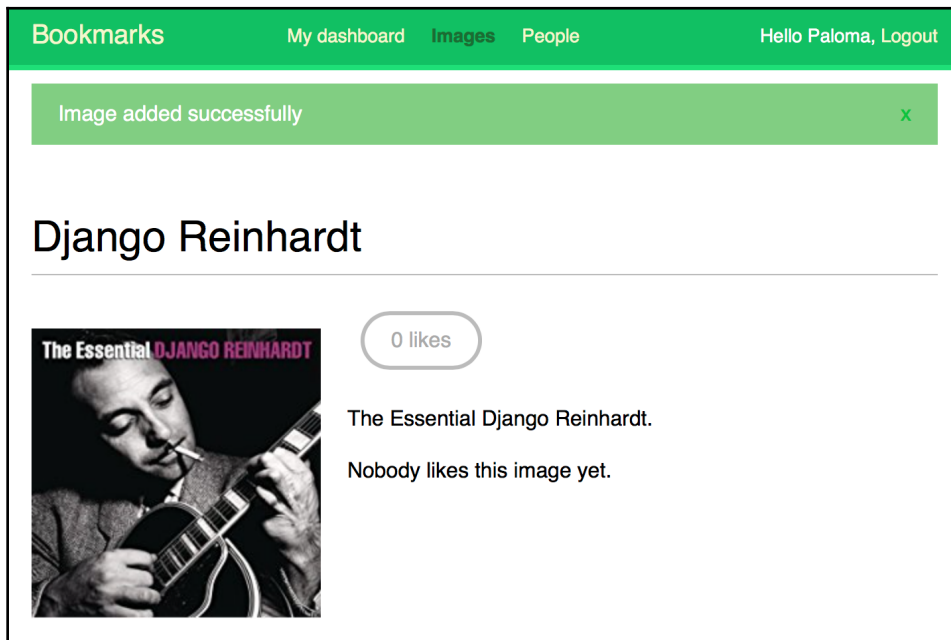 Bookmarks My dashboard Images People Hello Paloma, Logout
Image added successfully x
Django Reinhardt
The Essential DJANGO REINHARDT
0 likes
The Essential Django Reinhardt.
Nobody likes this image yet.